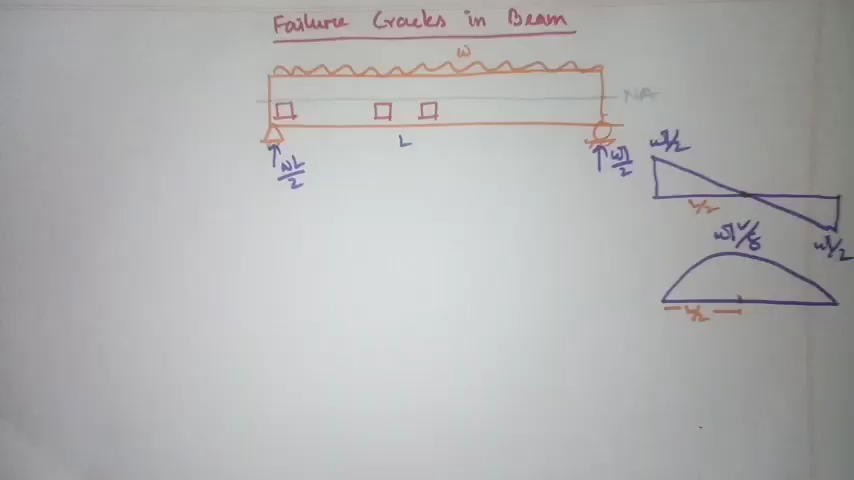 Failure Cracks in Beam
w
NA
L
wL/2
wL/2
wL/2
L/2
wL/2
wL²/8
L/2